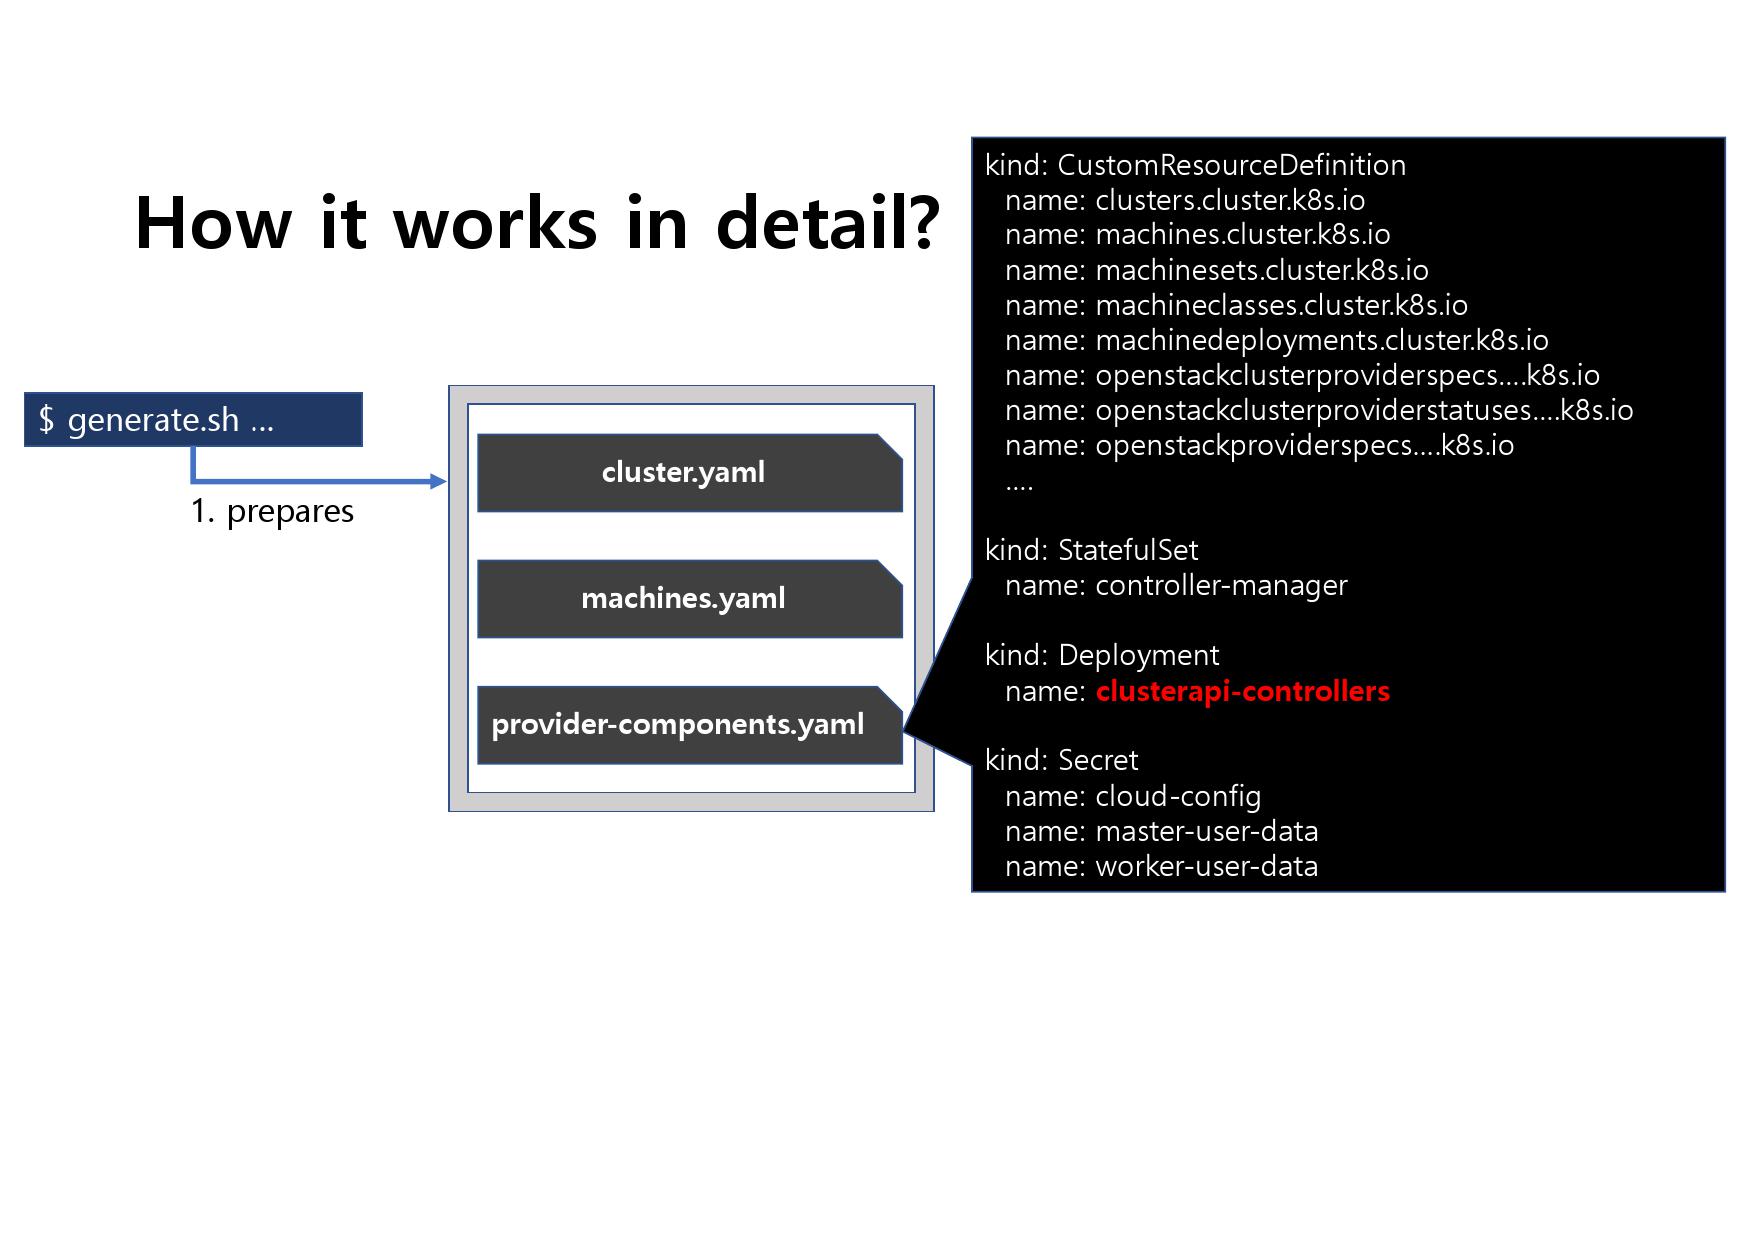 How it works in detail?
$ generate.sh ...
1. prepares
cluster.yaml
machines.yaml
provider-components.yaml
kind: CustomResourceDefinition
name: clusters.cluster.k8s.io
name: machines.cluster.k8s.io
name: machinesets.cluster.k8s.io
name: machineclasses.cluster.k8s.io
name: machinedeployments.cluster.k8s.io
name: openstackclusterproviderspecs....k8s.io
name: openstackclusterproviderstatuses....k8s.io
name: openstackproviderspecs....k8s.io
....
kind: StatefulSet
name: controller-manager
kind: Deployment
name: clusterapi-controllers
kind: Secret
name: cloud-config
name: master-user-data
name: worker-user-data